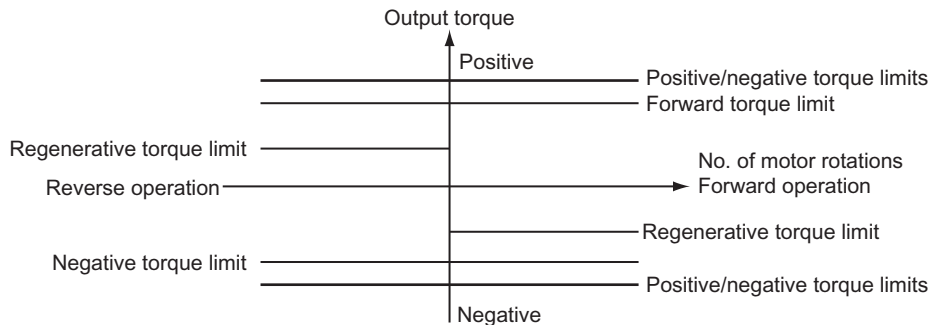 Output torque
Positive
Positive/negative torque limits
Forward torque limit
Regenerative torque limit
No. of motor rotations
Reverse operation
Forward operation
Regenerative torque limit
Negative torque limit
Positive/negative torque limits
Negative